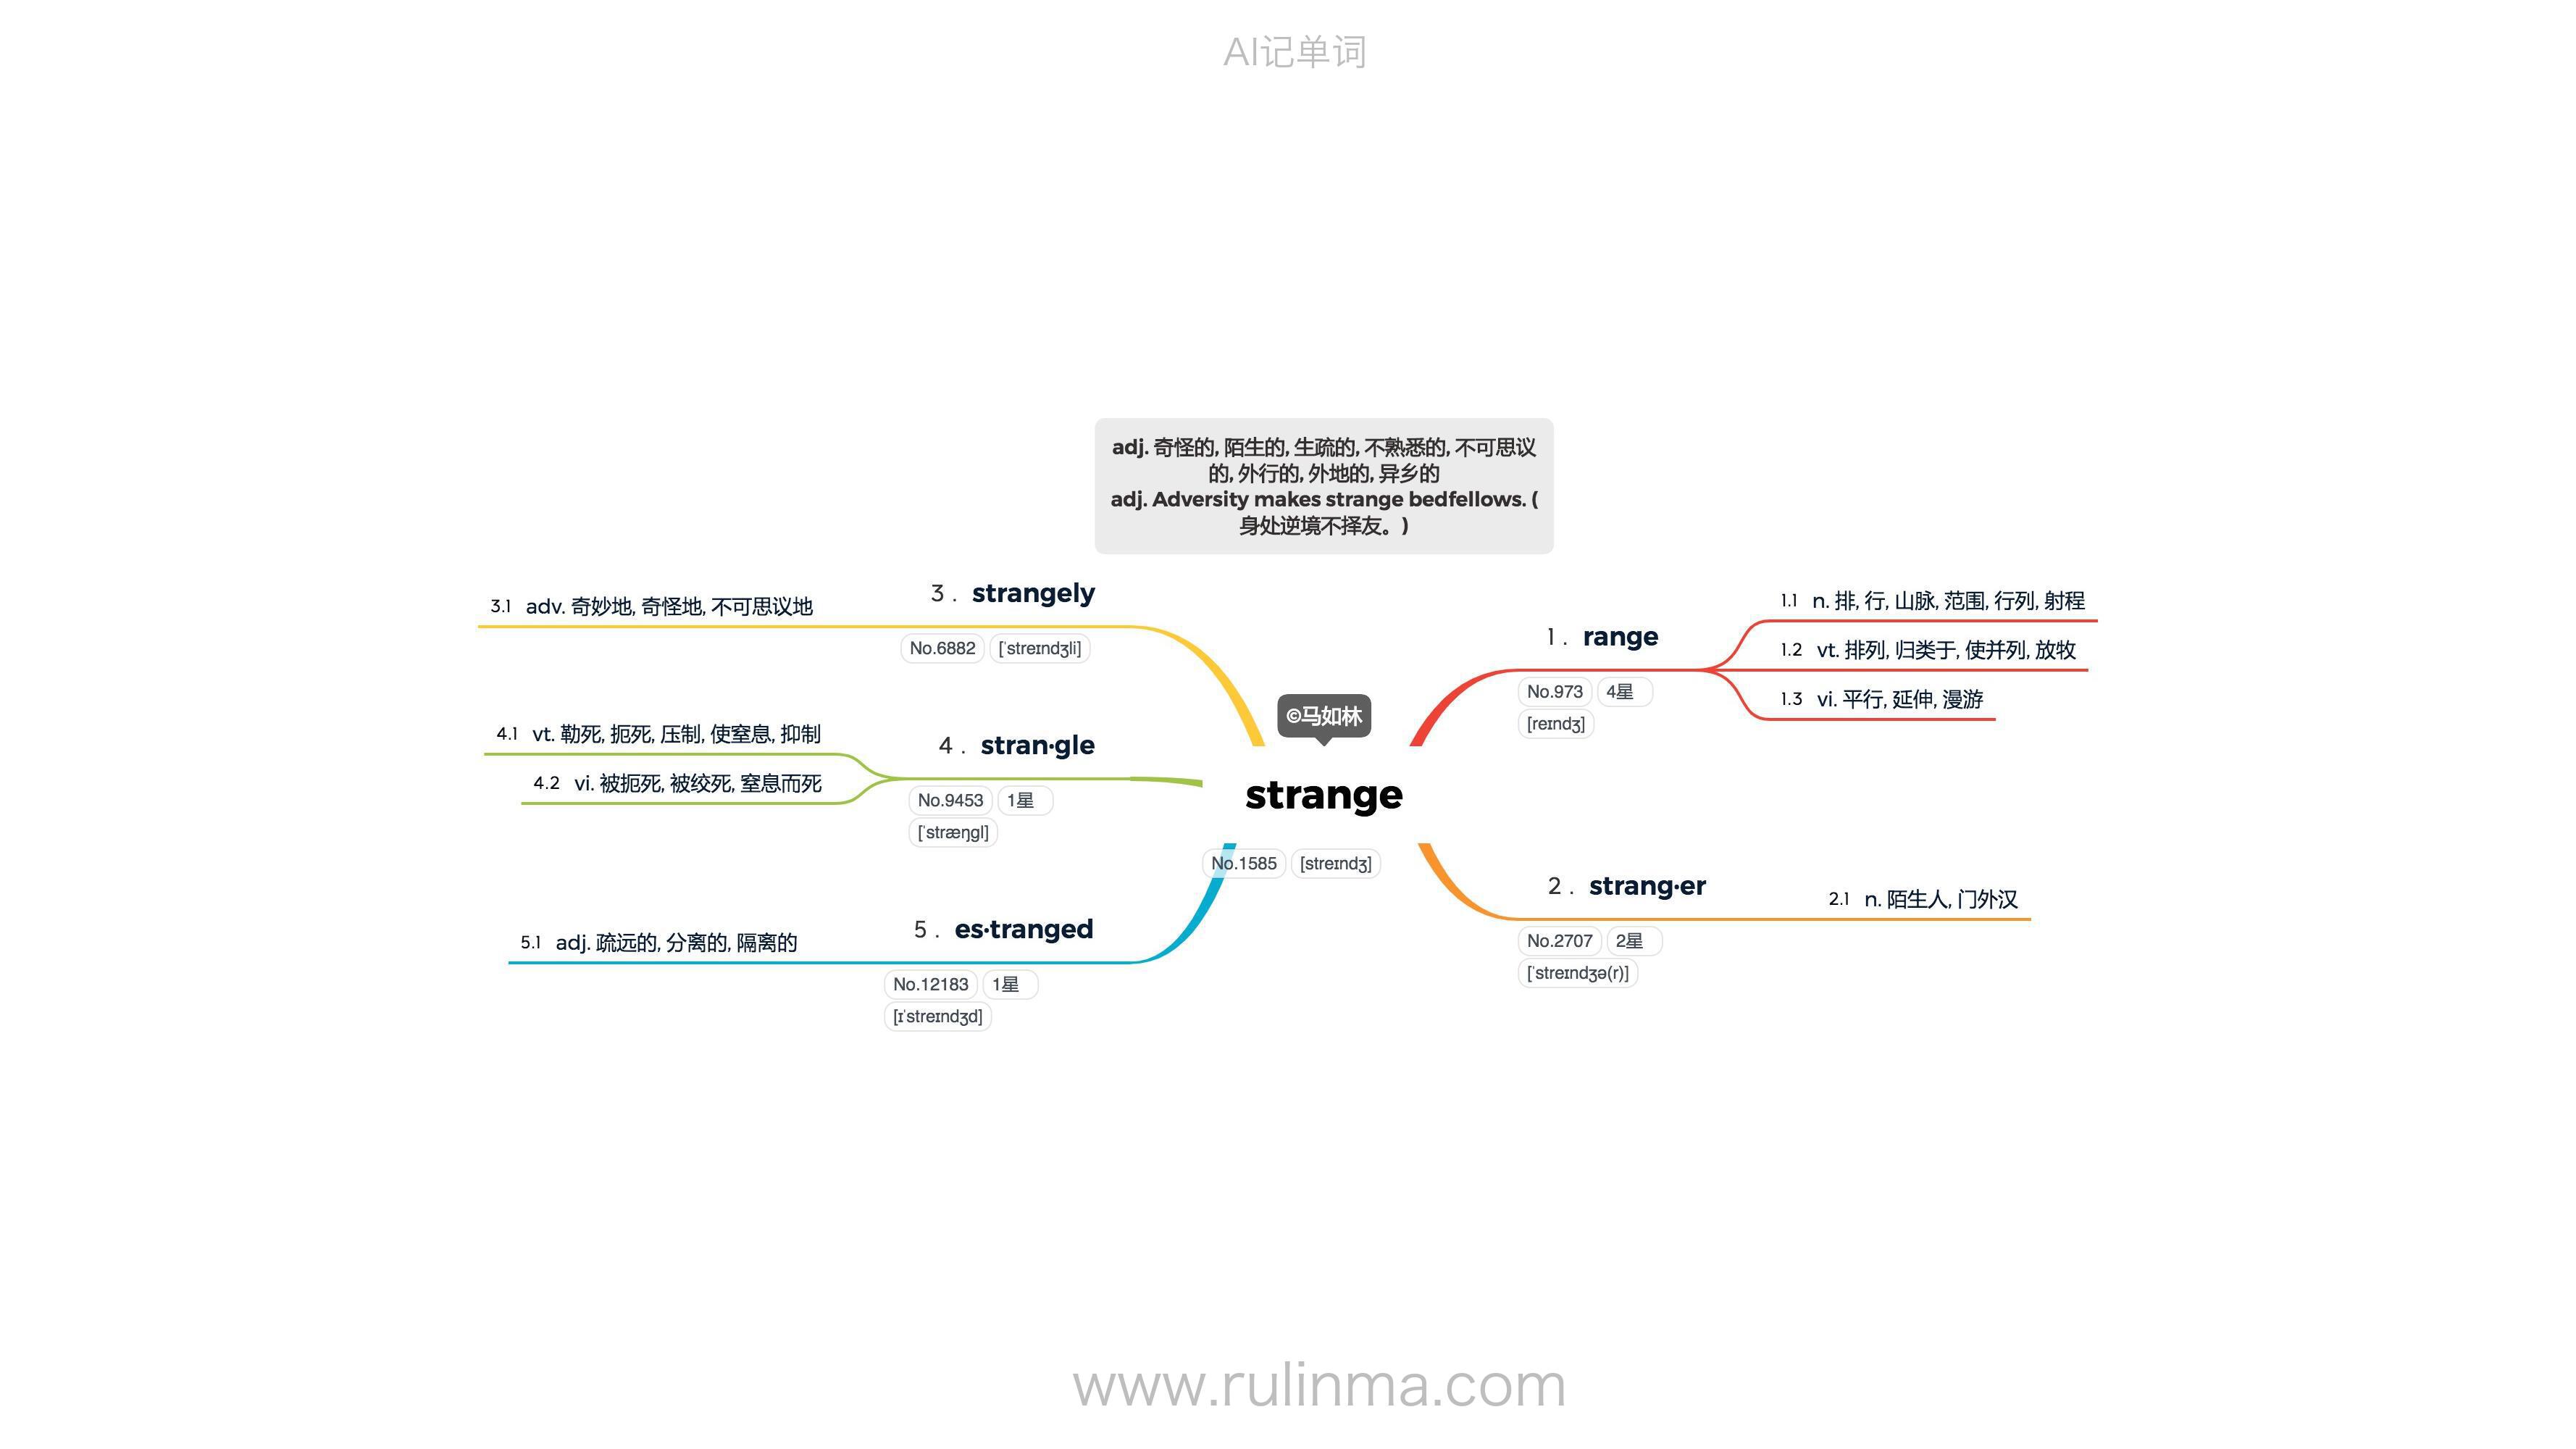 AI记单词
adj. 奇怪的, 陌生的, 生疏的, 不熟悉的, 不可思议
的, 外行的, 外地的, 异乡的
adj. Adversity makes strange bedfellows. (
身处逆境不择友。)
©马如林
strange
No.1585 [streɪndʒ]
1. range
No.973 4星
[reɪndʒ]
1.1 n. 排, 行, 山脉, 范围, 行列, 射程
1.2 vt. 排列, 归类于, 使并列, 放牧
1.3 vi. 平行, 延伸, 漫游
2. strang·er
No.2707 2星
[ˈstreɪndʒə(r)]
2.1 n. 陌生人, 门外汉
3. strangely
No.6882 [ˈstreɪndʒli]
3.1 adv. 奇妙地, 奇怪地, 不可思议地
4. stran·gle
No.9453 1星
[ˈstræŋgl]
4.1 vt. 勒死, 扼死, 压制, 使窒息, 抑制
4.2 vi. 被扼死, 被绞死, 窒息而死
5. es·tranged
No.12183 1星
[ɪˈstreɪndʒd]
5.1 adj. 疏远的, 分离的, 隔离的
www.rulinma.com